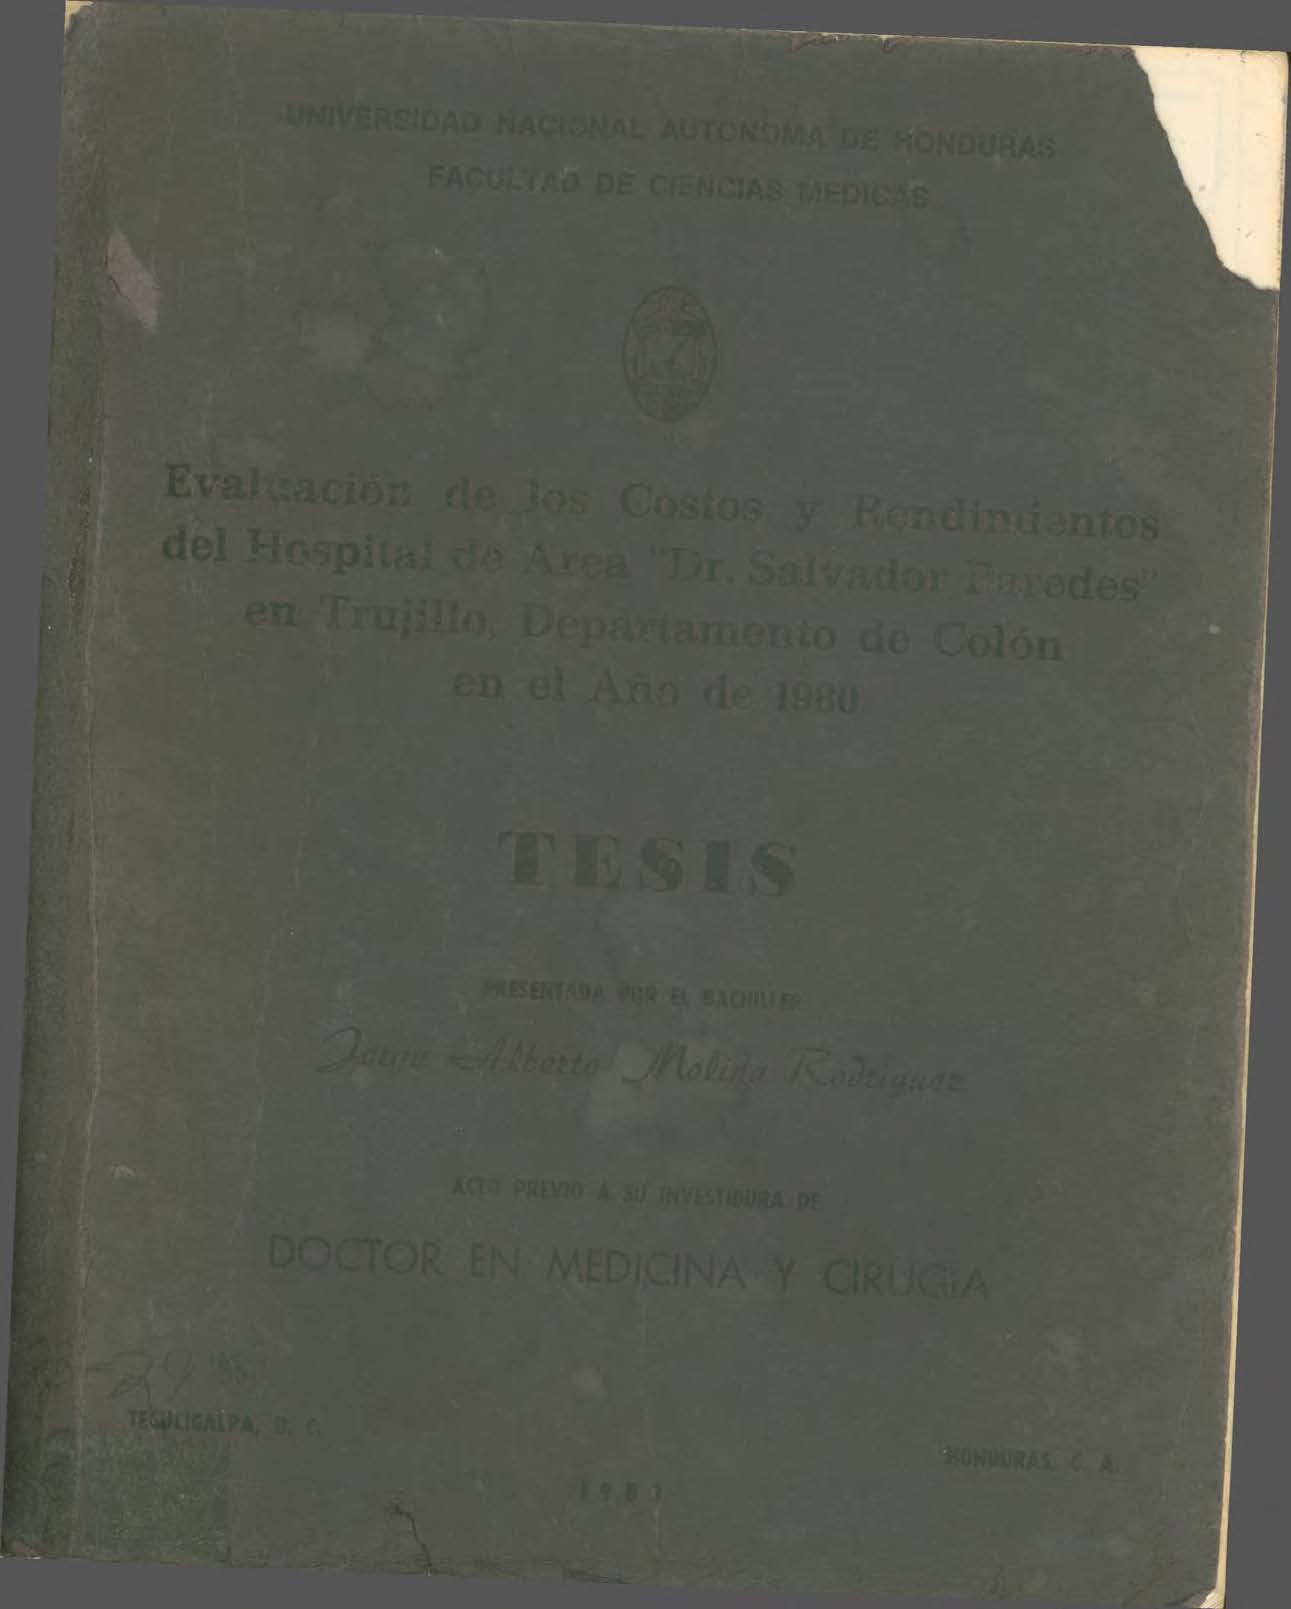 UNIVERSIDAD NACIONAL AUTONOMA DE HONDURAS
FACULTAD DE CIENCIAS MEDICAS
Evaluación de los Costos y Rendimientos
del Hospital de Area "Dr. Salvador Paredes"
en Trujillo, Departamento de Colón
en el Año de 1980
TESIS
PRESENTADA POR EL BACHILLER
Jorge Alberto Molina Rodriguez
ACTO PREVIO A SU INVESTIDURA DE
DOCTOR EN MEDICINA Y CIRUGIA
TEGUCIGALPA, D. C.
HONDURAS, C. A.
1981